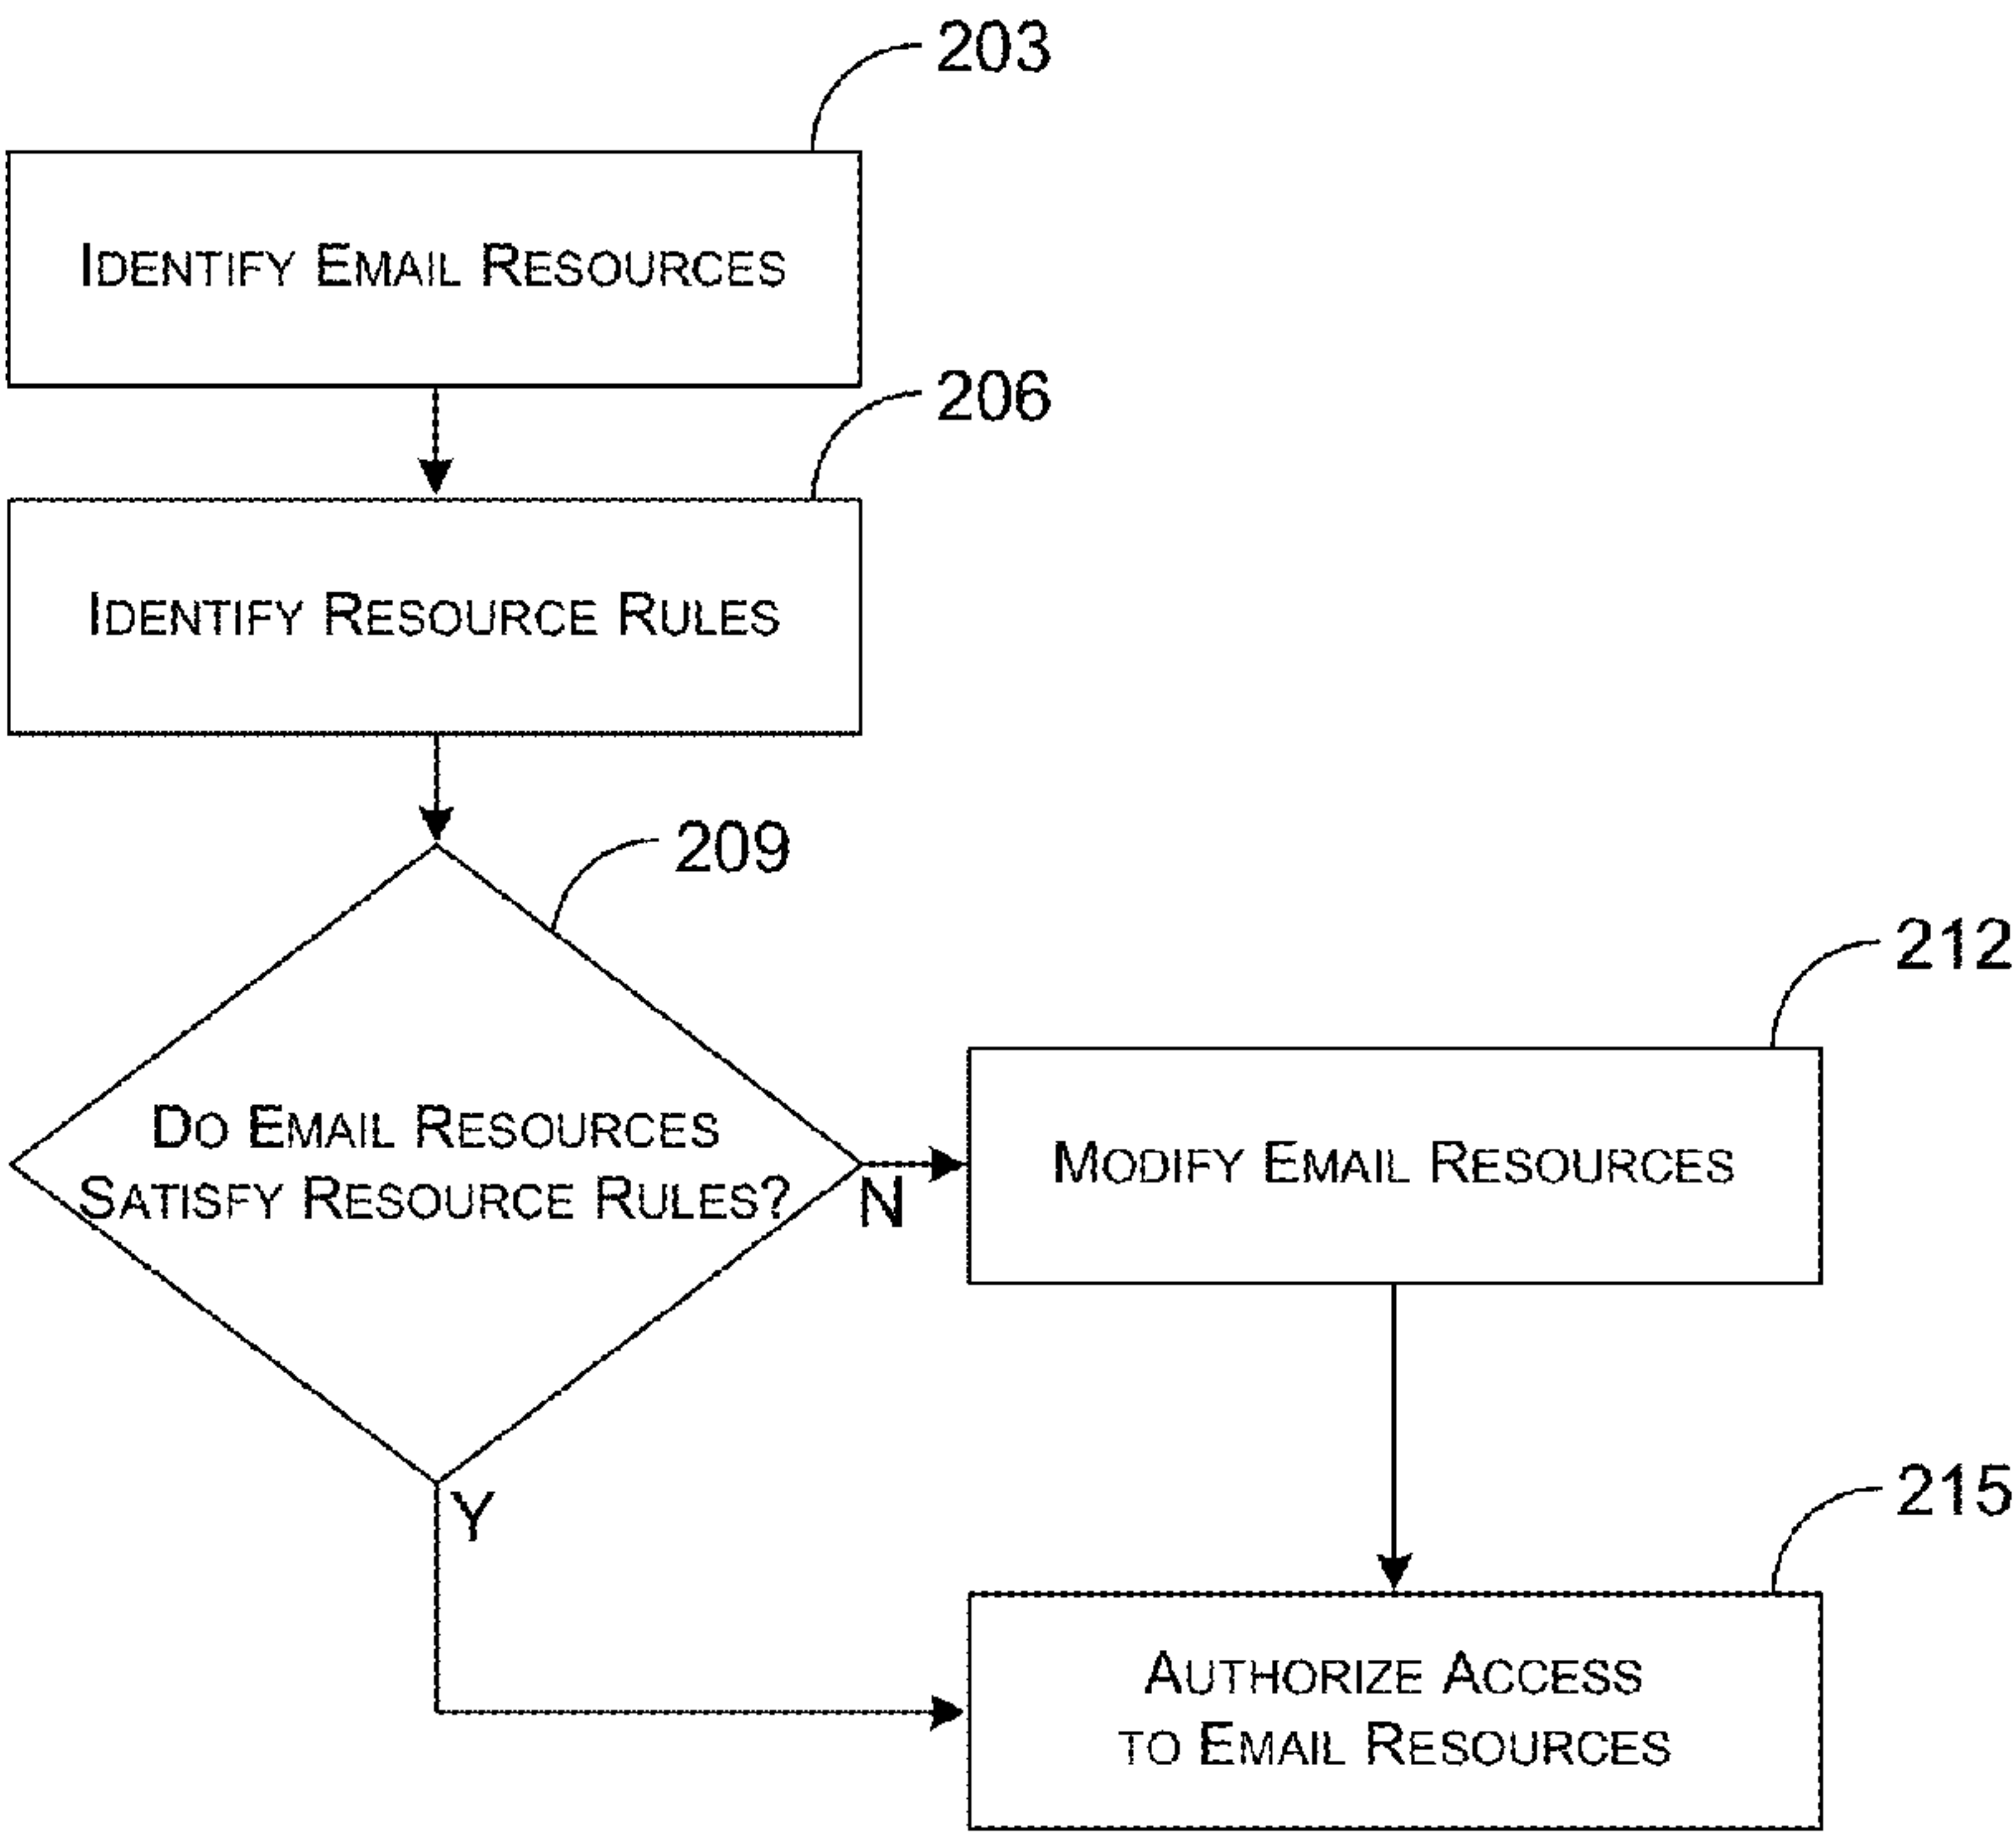 203
IDENTIFY EMAIL RESOURCES
206
IDENTIFY RESOURCE RULES
209
DO EMAIL RESOURCES
SATISFY RESOURCE RULES?
N
212
MODIFY EMAIL RESOURCES
Y
215
AUTHORIZE ACCESS
TO EMAIL RESOURCES